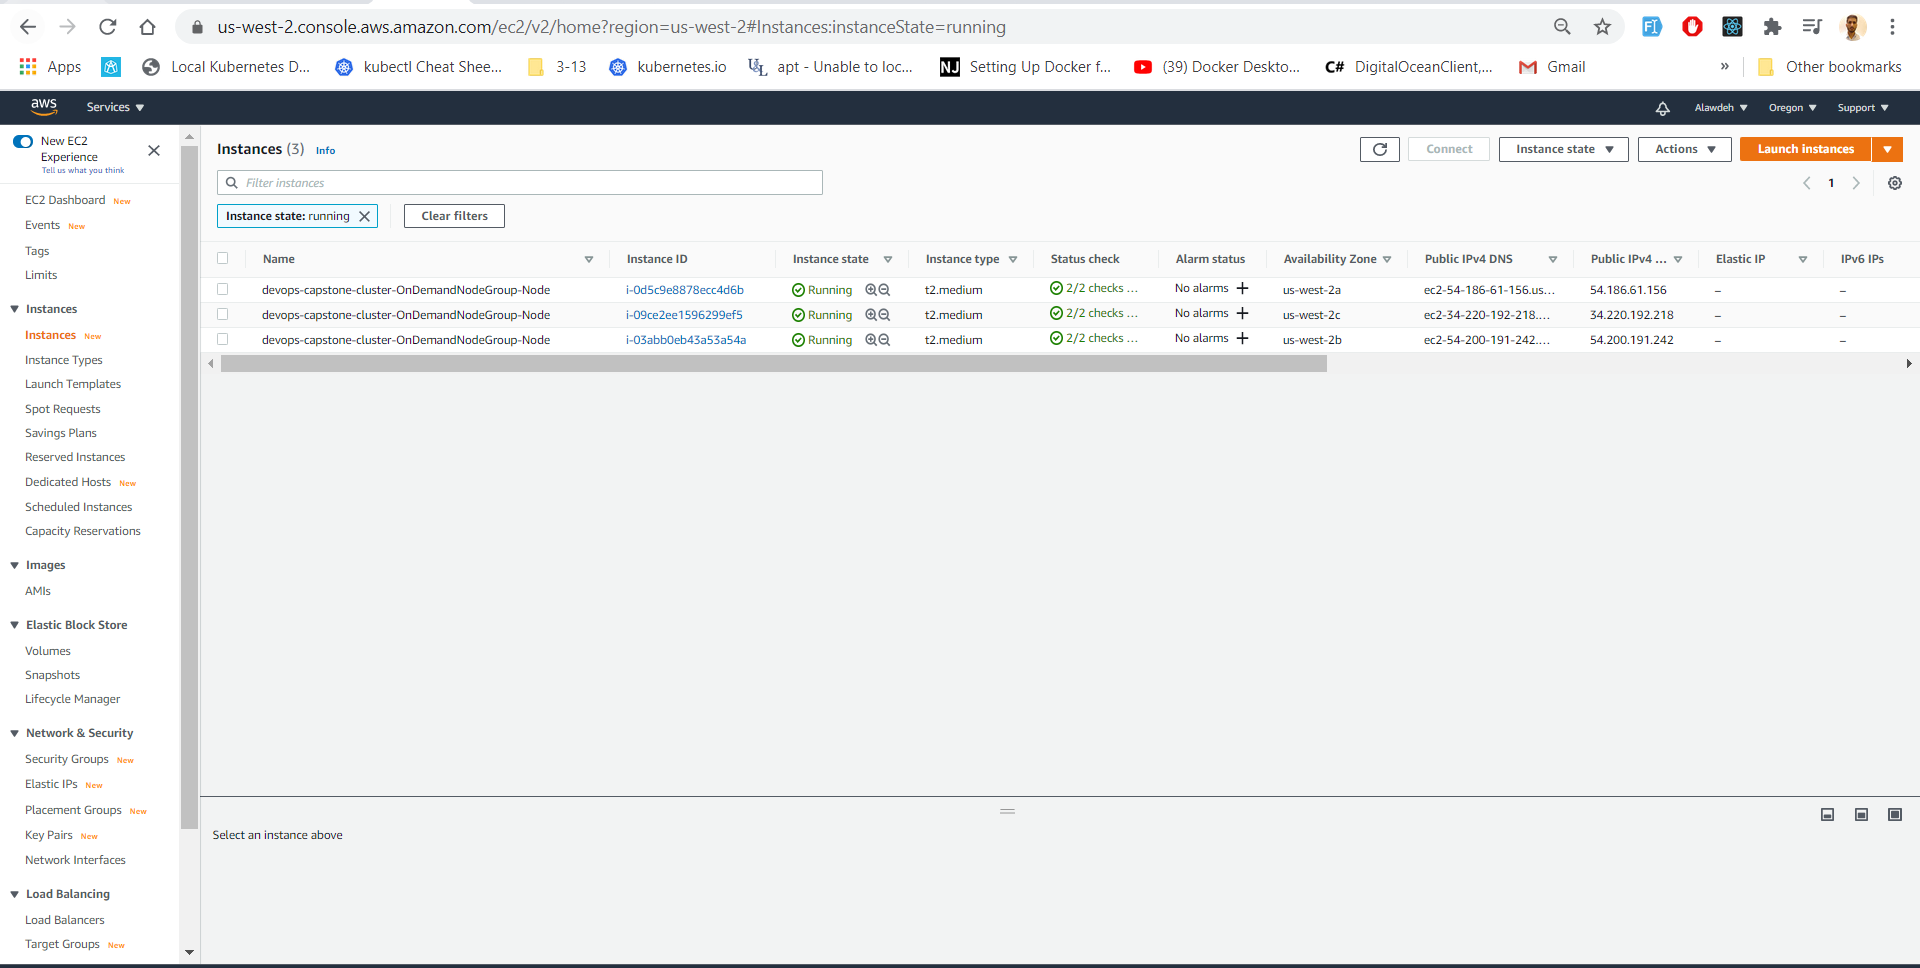 us-west-2.console.aws.amazon.com/ec2/v2/home?region=us-west-2#Instances:instanceState=running
Apps Local Kubernetes D... kubectl Cheat Shee... 3-13 kubernetes.io UL apt - Unable to loc... NJ Setting Up Docker f... (39) Docker Deskto... C# DigitalOceanClient,... Gmail » Other bookmarks
aws Services Alawdeh Oregon Support
New EC2 Experience
Tell us what you think
EC2 Dashboard New
Events New
Tags
Limits
Instances
Instances New
Instance Types
Launch Templates
Spot Requests
Savings Plans
Reserved Instances
Dedicated Hosts New
Scheduled Instances
Capacity Reservations
Images
AMIs
Elastic Block Store
Volumes
Snapshots
Lifecycle Manager
Network & Security
Security Groups New
Elastic IPs New
Placement Groups New
Key Pairs New
Network Interfaces
Load Balancing
Load Balancers
Target Groups New
Instances (3) Info
Connect Instance state Actions Launch instances
Filter instances
1
Instance state: running Clear filters
Name Instance ID Instance state Instance type Status check Alarm status Availability Zone Public IPv4 DNS Public IPv4 ... Elastic IP IPv6 IPs
devops-capstone-cluster-OnDemandNodeGroup-Node i-0d5c9e8878ecc4d6b Running t2.medium 2/2 checks ... No alarms + us-west-2a ec2-54-186-61-156.us... 54.186.61.156 – –
devops-capstone-cluster-OnDemandNodeGroup-Node i-09ce2ee1596299ef5 Running t2.medium 2/2 checks ... No alarms + us-west-2c ec2-34-220-192-218.... 34.220.192.218 – –
devops-capstone-cluster-OnDemandNodeGroup-Node i-03abb0eb43a53a54a Running t2.medium 2/2 checks ... No alarms + us-west-2b ec2-54-200-191-242.... 54.200.191.242 – –
Select an instance above